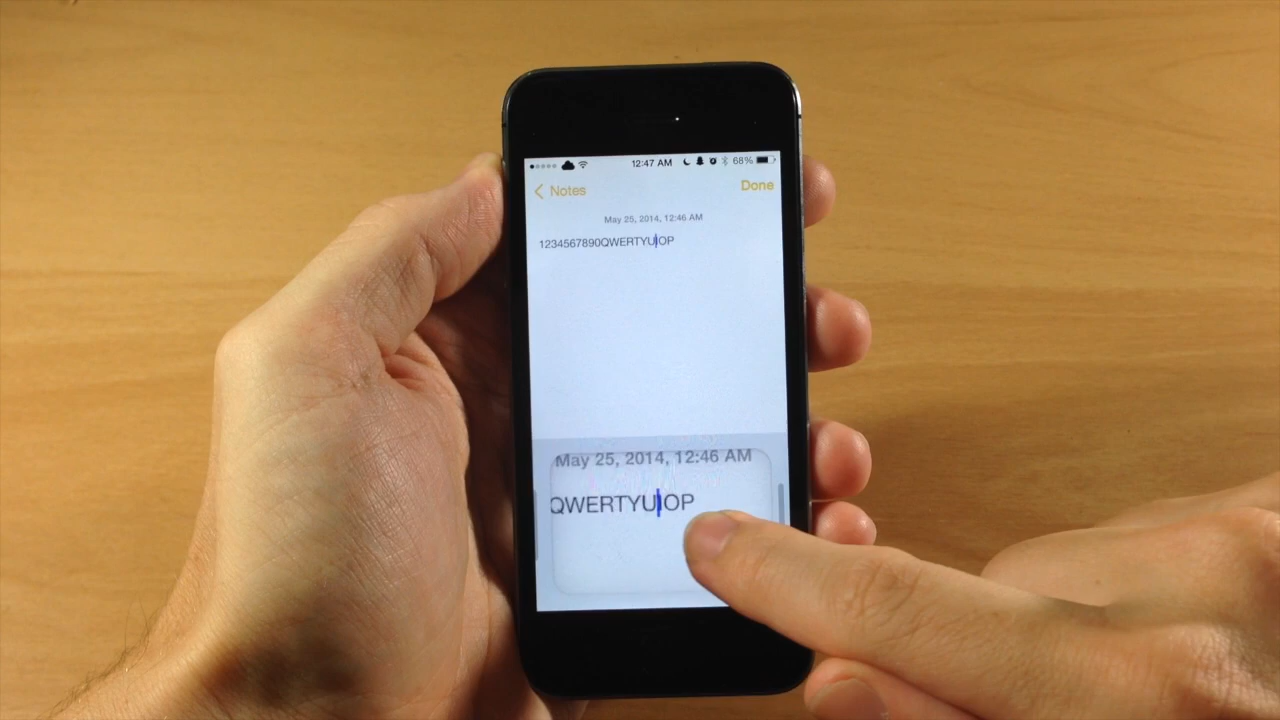 12:47 AM 68%
Notes Done
May 25, 2014, 12:46 AM
1234567890QWERTYUIOP
May 25, 2014, 12:46 AM
QWERTYUIOP